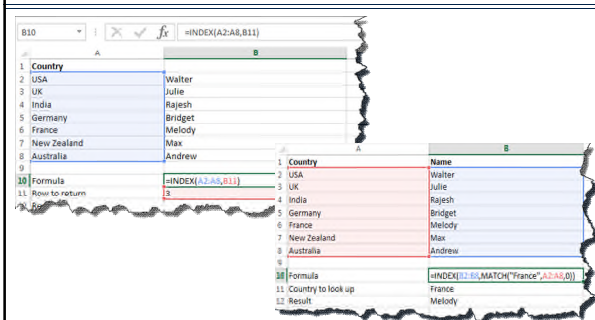 B10 fx =INDEX(A2:A8,B11)
A B
1 Country
2 USA Walter
3 UK Julie
4 India Rajesh
5 Germany Bridget
6 France Melody
7 New Zealand Max
8 Australia Andrew
9
10 Formula =INDEX(A2:A8,B11)
11 Row to return 3
A B
1 Country Name
2 USA Walter
3 UK Julie
4 India Rajesh
5 Germany Bridget
6 France Melody
7 New Zealand Max
8 Australia Andrew
9
10 Formula =INDEX(B2:B8,MATCH("France",A2:A8,0))
11 Country to look up France
12 Result Melody